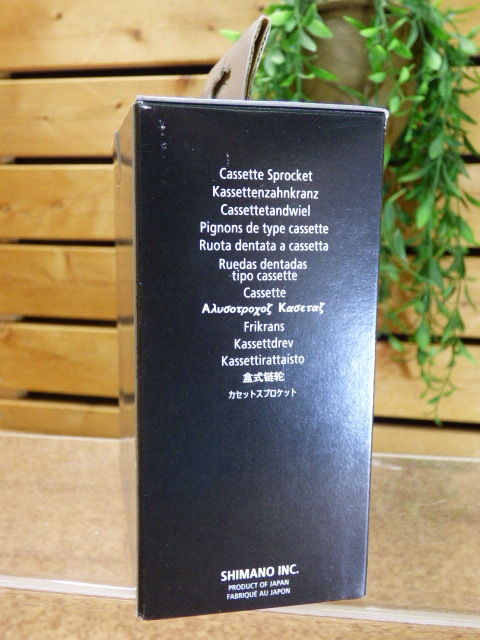 Cassette Sprocket
Kassettenzahnkranz
Cassettetandwiel
Pignons de type cassette
Ruota dentata a cassetta
Ruedas dentadas
tipo cassette
Cassette
Αλυσοτροχοζ Κασεταζ
Frikrans
Kassettdrev
Kassettirattaisto
盒式链轮
カセットスプロケット
SHIMANO INC.
PRODUCT OF JAPAN
FABRIQUÉ AU JAPON